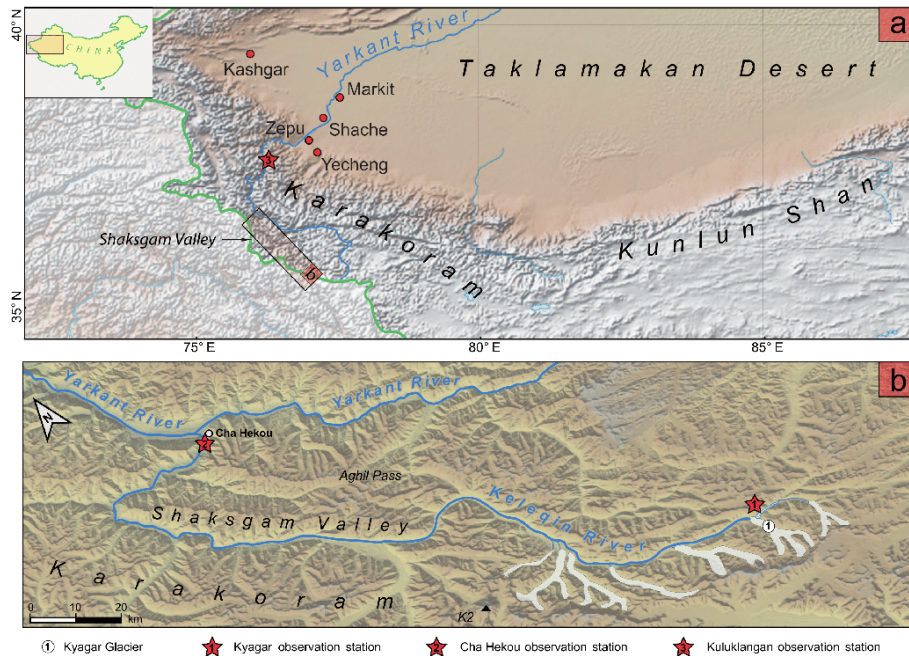 40° N
a
CHINA
Yarkant River
Kashgar
Taklamakan Desert
Markit
Zepu
Shache
3
Yecheng
Karakoram
Kunlun Shan
Shaksgam Valley
b
35° N
75° E
80° E
85° E
b
Yarkant River
Yarkant River
N
Cha Hekou
2
Aghil Pass
Keleqin River
1
Shaksgam Valley
1
Karakoram
K2
0 10 20
km
1 Kyagar Glacier
1 Kyagar observation station
2 Cha Hekou observation station
3 Kuluklangan observation station